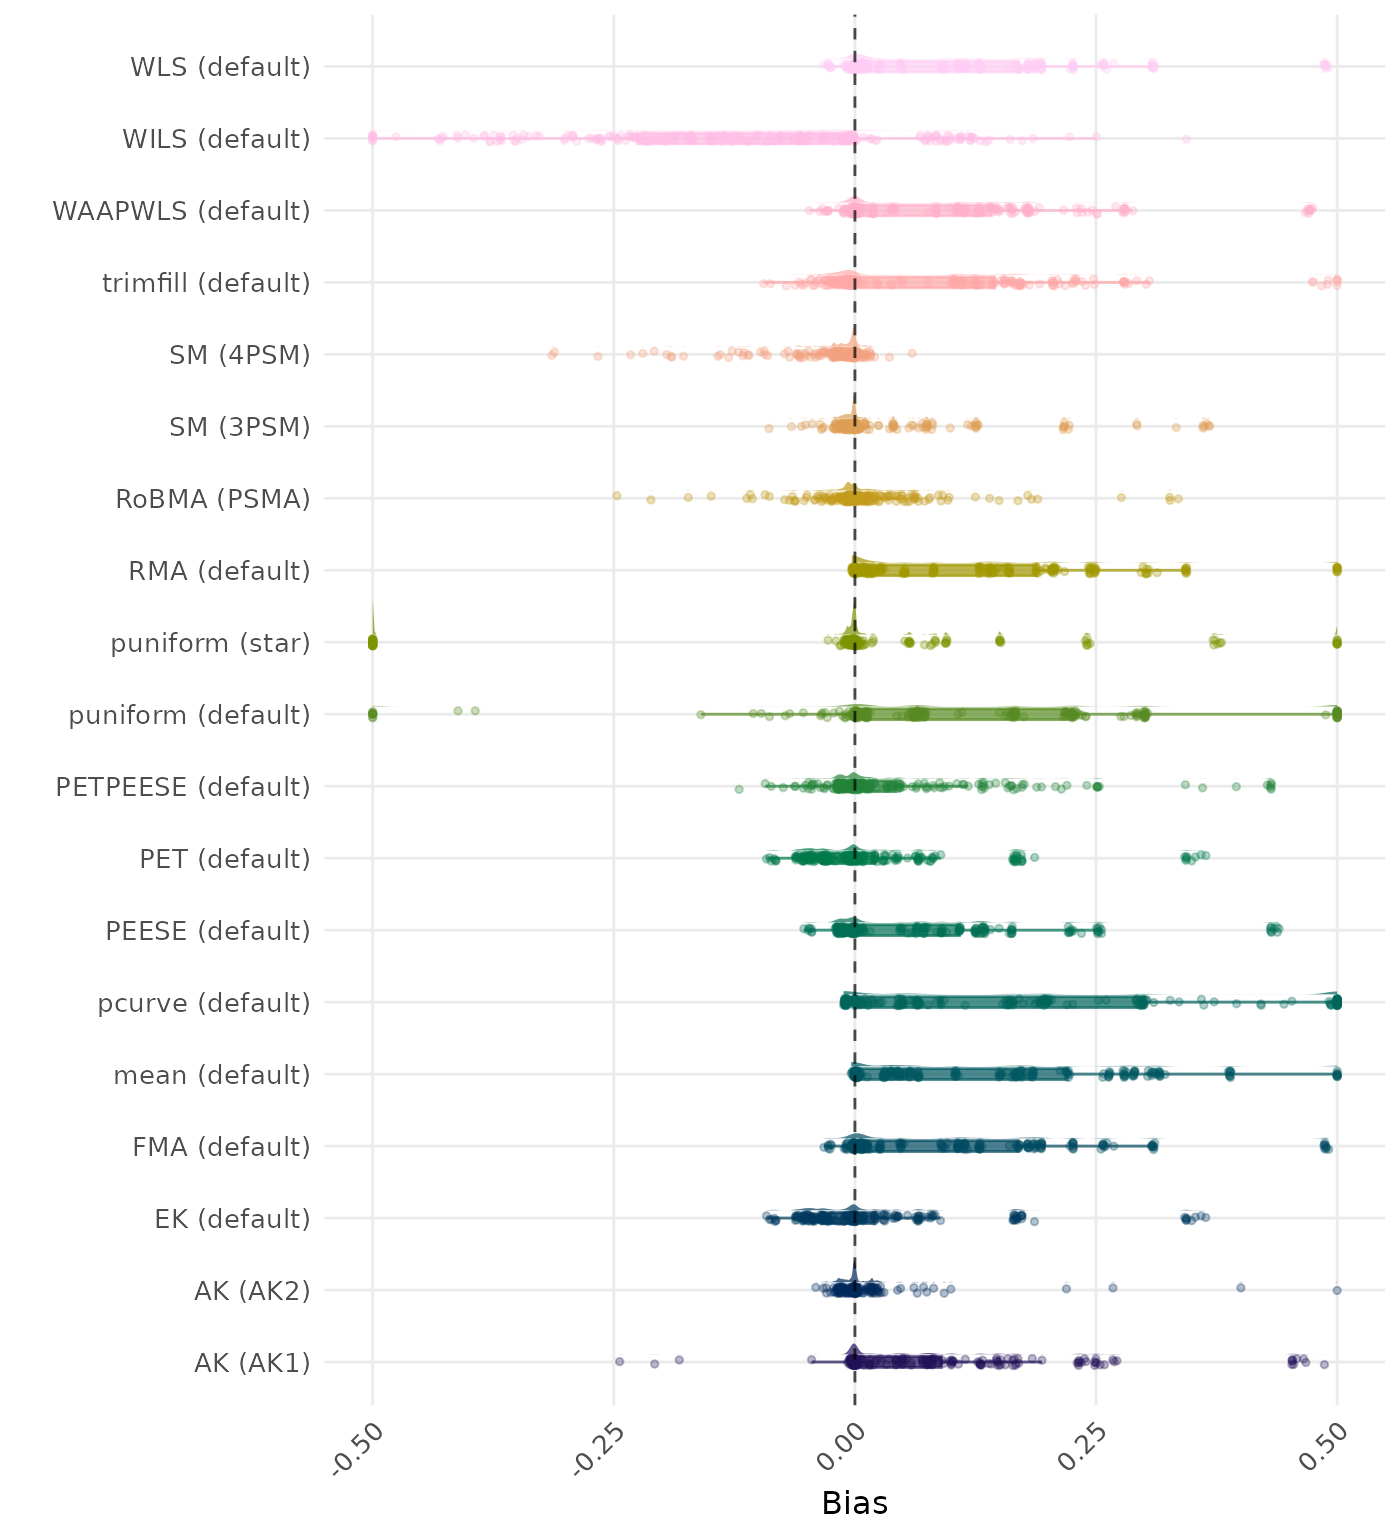 WLS (default)
WILS (default)
WAAPWLS (default)
trimfill (default)
SM (4PSM)
SM (3PSM)
RoBMA (PSMA)
RMA (default)
puniform (star)
puniform (default)
PETPEESE (default)
PET (default)
PEESE (default)
pcurve (default)
mean (default)
FMA (default)
EK (default)
AK (AK2)
AK (AK1)
-0.50
-0.25
0.00
0.25
0.50
Bias